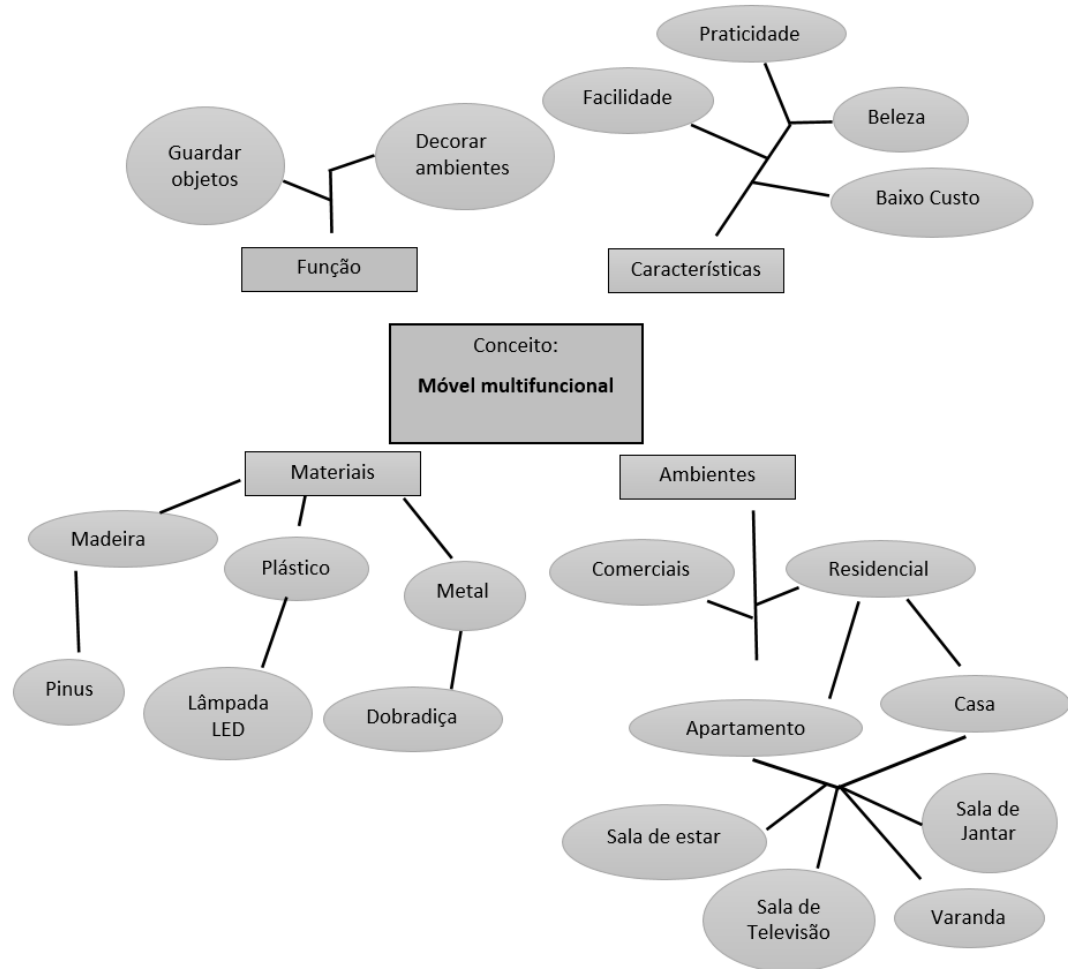 Praticidade
Facilidade
Beleza
Guardar
objetos
Decorar
ambientes
Baixo Custo
Função
Características
Conceito:
Móvel multifuncional
Materiais
Ambientes
Madeira
Plástico
Metal
Comerciais
Residencial
Pinus
Lâmpada
LED
Dobradiça
Apartamento
Casa
Sala de estar
Sala de
Jantar
Sala de
Televisão
Varanda